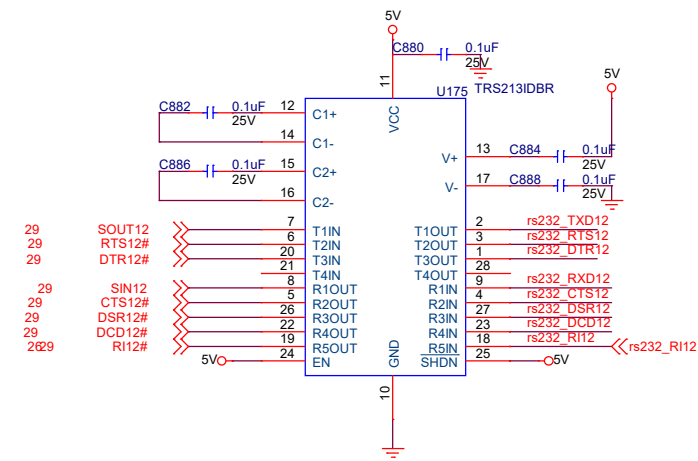 5V
C880 0.1uF
25V
11
5V
U175 TRS213IDBR
VCC
C882 0.1uF 12 C1+
25V
14 C1-
13 V+ C884 0.1uF
25V
C886 0.1uF 15 C2+
25V
17 V- C888 0.1uF
25V
16 C2-
29 SOUT12 7 T1IN T1OUT 2 rs232_TXD12
29 RTS12# 6 T2IN T2OUT 3 rs232_RTS12
29 DTR12# 20 T3IN T3OUT 1 rs232_DTR12
21 T4IN T4OUT 28
29 SIN12 8 R1OUT R1IN 9 rs232_RXD12
29 CTS12# 5 R2OUT R2IN 4 rs232_CTS12
29 DSR12# 26 R3OUT R3IN 27 rs232_DSR12
29 DCD12# 22 R4OUT R4IN 23 rs232_DCD12
2629 RI12# 19 R5OUT R5IN 18 rs232_RI12 rs232_RI12
5V 24 EN SHDN 25 5V
GND
10